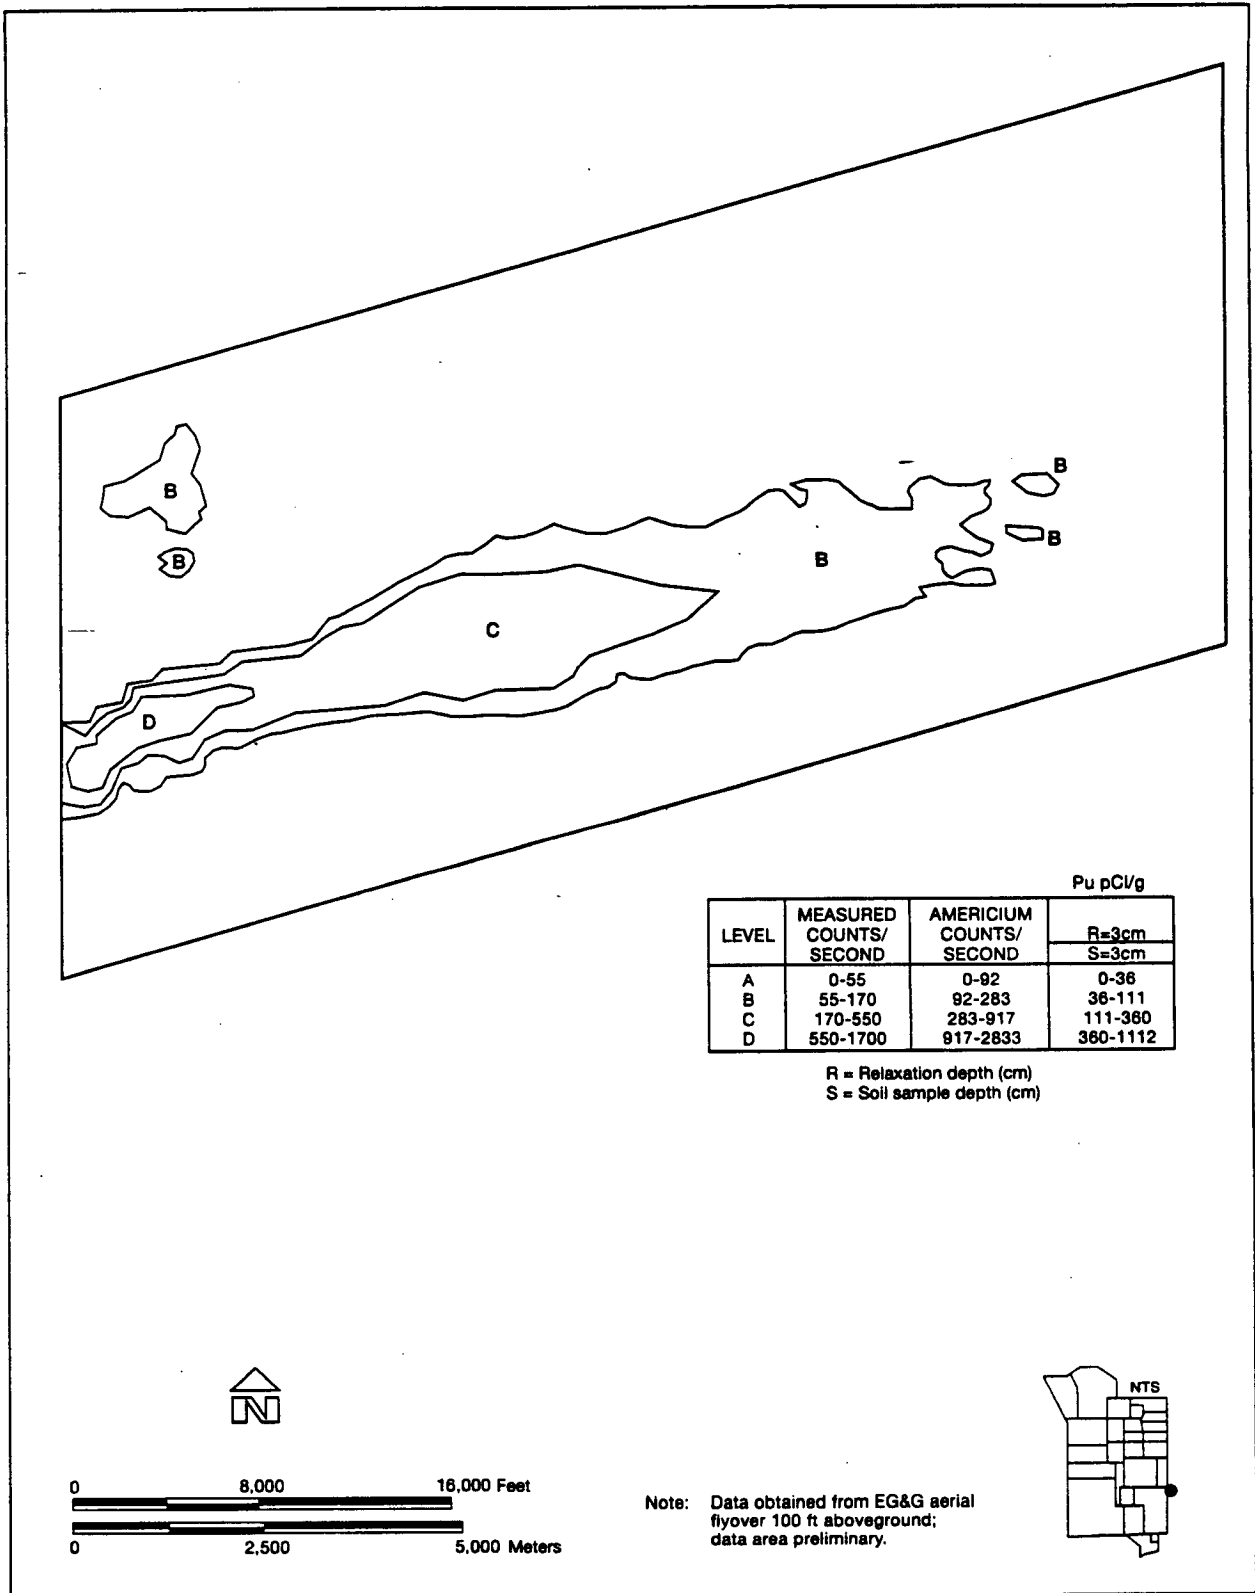 B
B
B
B
B
C
D
Pu pCi/g
LEVEL MEASURED COUNTS/ SECOND AMERICIUM COUNTS/ SECOND R=3cm S=3cm
A 0-55 0-92 0-36
B 55-170 92-283 36-111
C 170-550 283-917 111-360
D 550-1700 917-2833 360-1112
R = Relaxation depth (cm)
S = Soil sample depth (cm)
N
NTS
0 8,000 16,000 Feet
0 2,500 5,000 Meters
Note: Data obtained from EG&G aerial
flyover 100 ft aboveground;
data area preliminary.